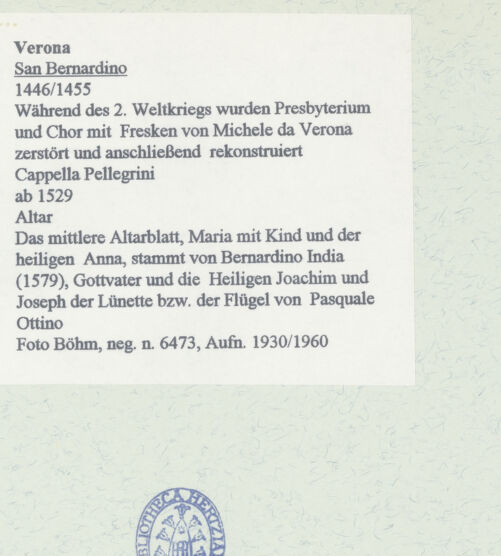 Verona
San Bernardino
1446/1455
Während des 2. Weltkriegs wurden Presbyterium
und Chor mit Fresken von Michele da Verona
zerstört und anschließend rekonstruiert
Cappella Pellegrini
ab 1529
Altar
Das mittlere Altarblatt, Maria mit Kind und der
heiligen Anna, stammt von Bernardino India
(1579), Gottvater und die Heiligen Joachim und
Joseph der Lünette bzw. der Flügel von Pasquale
Ottino
Foto Böhm, neg. n. 6473, Aufn. 1930/1960
BLIOTHECA HERTZIA